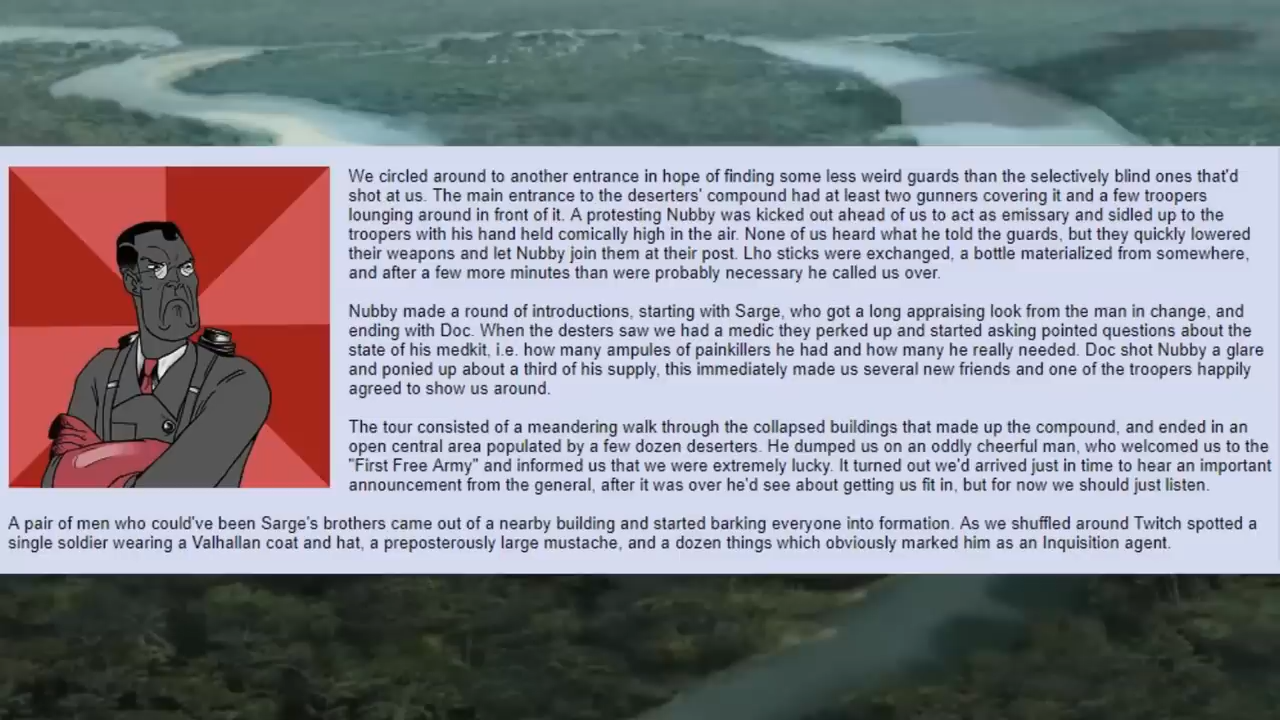 We circled around to another entrance in hope of finding some less weird guards than the selectively blind ones that'd
shot at us. The main entrance to the deserters' compound had at least two gunners covering it and a few troopers
lounging around in front of it. A protesting Nubby was kicked out ahead of us to act as emissary and sidled up to the
troopers with his hand held comically high in the air. None of us heard what he told the guards, but they quickly lowered
their weapons and let Nubby join them at their post. Lho sticks were exchanged, a bottle materialized from somewhere,
and after a few more minutes than were probably necessary he called us over.
Nubby made a round of introductions, starting with Sarge, who got a long appraising look from the man in change, and
ending with Doc. When the desters saw we had a medic they perked up and started asking pointed questions about the
state of his medkit, i.e. how many ampules of painkillers he had and how many he really needed. Doc shot Nubby a glare
and ponied up about a third of his supply, this immediately made us several new friends and one of the troopers happily
agreed to show us around.
The tour consisted of a meandering walk through the collapsed buildings that made up the compound, and ended in an
open central area populated by a few dozen deserters. He dumped us on an oddly cheerful man, who welcomed us to the
"First Free Army" and informed us that we were extremely lucky. It turned out we'd arrived just in time to hear an important
announcement from the general, after it was over he'd see about getting us fit in, but for now we should just listen.
A pair of men who could've been Sarge's brothers came out of a nearby building and started barking everyone into formation. As we shuffled around Twitch spotted a
single soldier wearing a Valhallan coat and hat, a preposterously large mustache, and a dozen things which obviously marked him as an Inquisition agent.